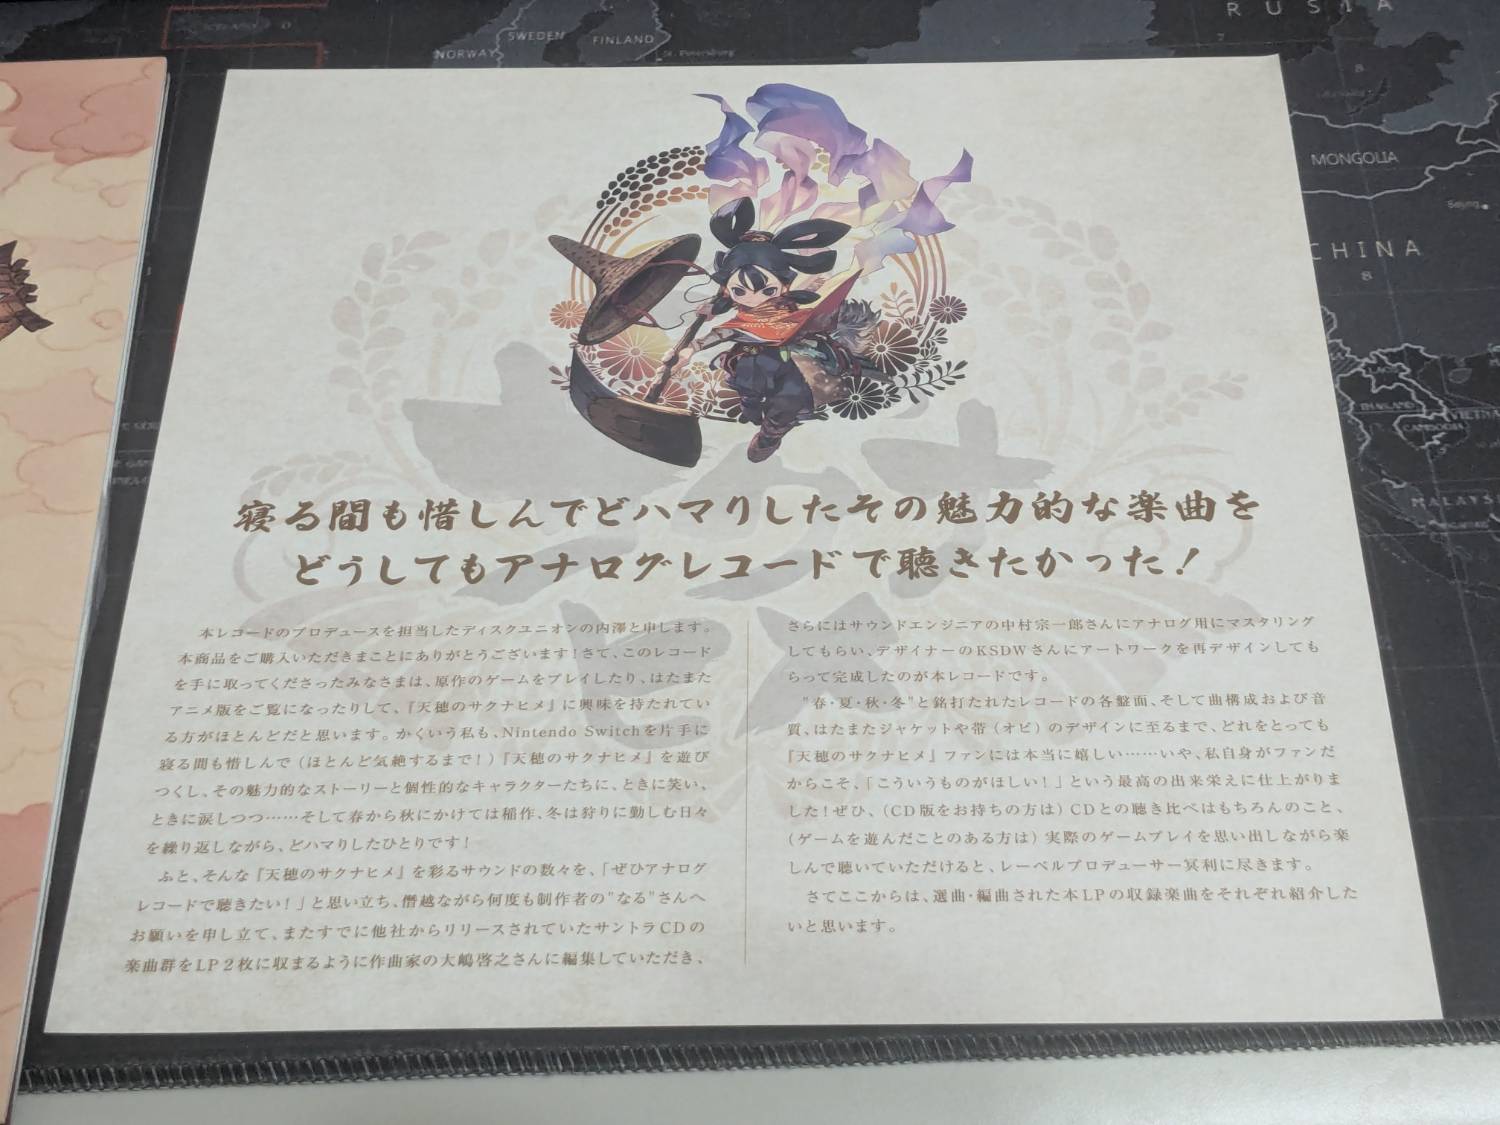 NORWAY
SWEDEN
FINLAND
St. Petersburg
RUSSIA
MONGOLIA
Beijing
CHINA
8
8
LAOS
THAILAND
VIETNAM
CAMBODIA
MALAYSIA
サクナ
ヒメ
寝る間も惜しんでどハマりしたその魅力的な楽曲を
どうしてもアナログレコードで聴きたかった!
本レコードのプロデュースを担当したディスクユニオンの内澤と申します。
本商品をご購入いただきまことにありがとうございます!さて、このレコード
を手に取ってくださったみなさまは、原作のゲームをプレイしたり、はたまた
アニメ版をご覧になったりして、『天穂のサクナヒメ』に興味を持たれてい
る方がほとんどだと思います。かくいう私も、Nintendo Switchを片手に
寝る間も惜しんで(ほとんど気絶するまで!)『天穂のサクナヒメ』を遊び
つくし、その魅力的なストーリーと個性的なキャラクターたちに、ときに笑い、
ときに涙しつつ……そして春から秋にかけては稲作、冬は狩りに勤しむ日々
を繰り返しながら、どハマりしたひとりです!
ふと、そんな『天穂のサクナヒメ』を彩るサウンドの数々を、「ぜひアナログ
レコードで聴きたい!」と思い立ち、僭越ながら何度も制作者の"なる"さんへ
お願いを申し立て、またすでに他社からリリースされていたサントラCDの
楽曲群をLP2枚に収まるように作曲家の大嶋啓之さんに編集していただき、
さらにはサウンドエンジニアの中村宗一郎さんにアナログ用にマスタリング
してもらい、デザイナーのKSDWさんにアートワークを再デザインしても
らって完成したのが本レコードです。
"春・夏・秋・冬"と銘打たれたレコードの各盤面、そして曲構成および音
質、はたまたジャケットや帯(オビ)のデザインに至るまで、どれをとっても
『天穂のサクナヒメ』ファンには本当に嬉しい……いや、私自身がファンだ
からこそ、「こういうものがほしい!」という最高の出来栄えに仕上がりま
した!ぜひ、(CD版をお持ちの方は)CDとの聴き比べはもちろんのこと、
(ゲームを遊んだことのある方は)実際のゲームプレイを思い出しながら楽
しんで聴いていただけると、レーベルプロデューサー冥利に尽きます。
さてここからは、選曲・編曲された本LPの収録楽曲をそれぞれ紹介した
いと思います。